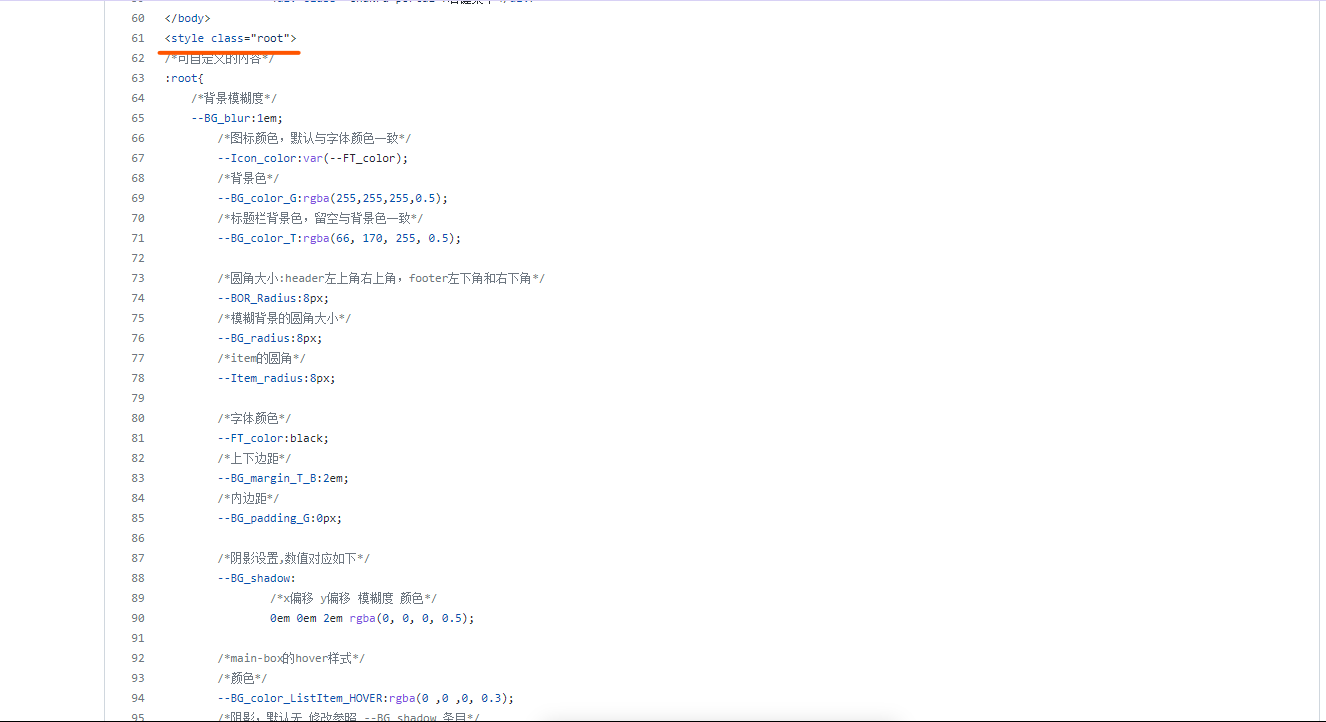 60 </body>
61 <style class="root">
62 /*可自定义的内容*/
63 :root{
64 /*背景模糊度*/
65 --BG_blur:1em;
66 /*图标颜色，默认与字体颜色一致*/
67 --Icon_color:var(--FT_color);
68 /*背景色*/
69 --BG_color_G:rgba(255,255,255,0.5);
70 /*标题栏背景色，留空与背景色一致*/
71 --BG_color_T:rgba(66, 170, 255, 0.5);
72
73 /*圆角大小:header左上角右上角，footer左下角和右下角*/
74 --BOR_Radius:8px;
75 /*模糊背景的圆角大小*/
76 --BG_radius:8px;
77 /*item的圆角*/
78 --Item_radius:8px;
79
80 /*字体颜色*/
81 --FT_color:black;
82 /*上下边距*/
83 --BG_margin_T_B:2em;
84 /*内边距*/
85 --BG_padding_G:0px;
86
87 /*阴影设置,数值对应如下*/
88 --BG_shadow:
89 /*x偏移 y偏移 模糊度 颜色*/
90 0em 0em 2em rgba(0, 0, 0, 0.5);
91
92 /*main-box的hover样式*/
93 /*颜色*/
94 --BG_color_ListItem_HOVER:rgba(0 ,0 ,0, 0.3);
95 /*阴影，默认无 修改参照 --BG_shadow 条目*/